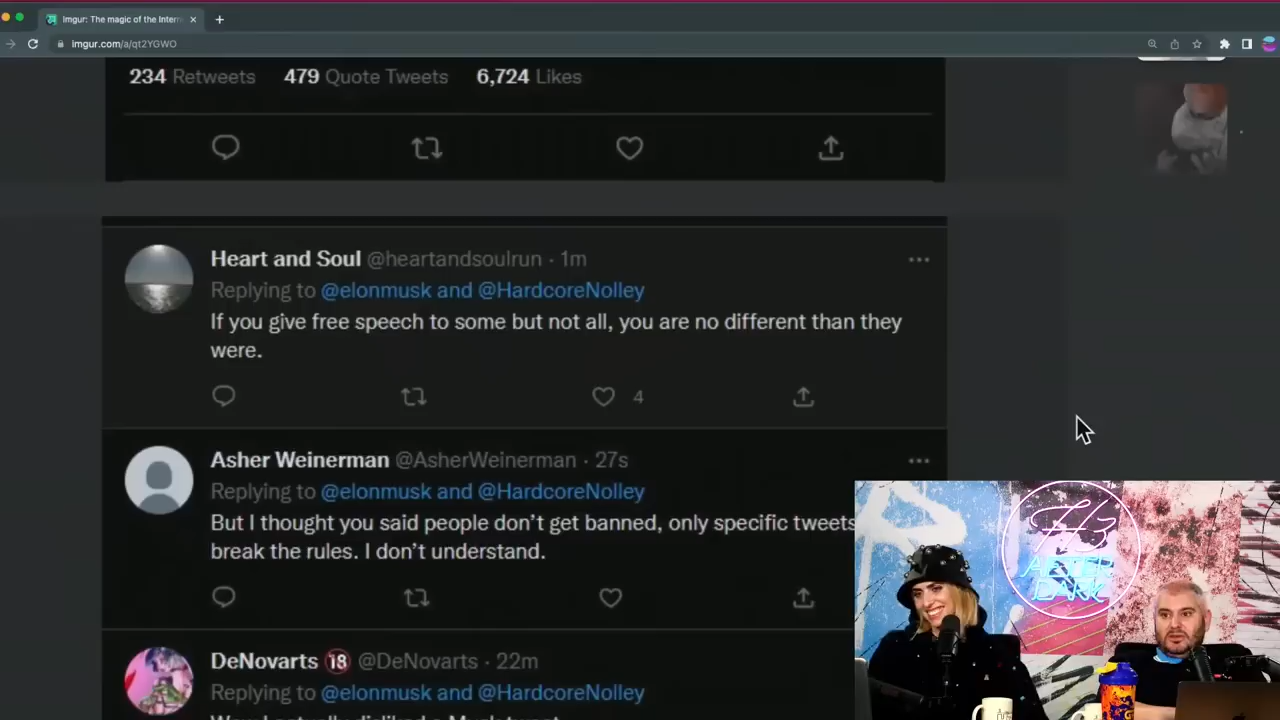 Imgur: The magic of the Intern
imgur.com/a/qt2YGWO
234 Retweets 479 Quote Tweets 6,724 Likes
Heart and Soul @heartandsoulrun · 1m
Replying to @elonmusk and @HardcoreNolley
If you give free speech to some but not all, you are no different than they
were.
4
Asher Weinerman @AsherWeinerman · 27s
Replying to @elonmusk and @HardcoreNolley
But I thought you said people don't get banned, only specific tweets
break the rules. I don't understand.
H3
AFTER
DARK
DeNovarts 18 @DeNovarts · 22m
Replying to @elonmusk and @HardcoreNolley